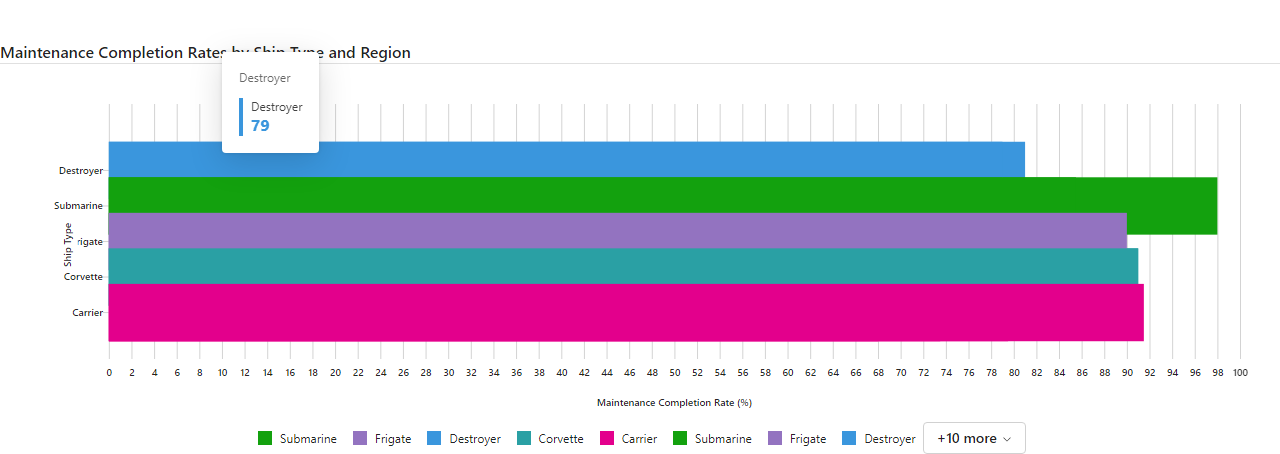 Maintenance Completion Rates by Ship Type and Region
Destroyer
Destroyer
79
Destroyer
Submarine
rigate
Corvette
Carrier
Ship Type
0 2 4 6 8 10 12 14 16 18 20 22 24 26 28 30 32 34 36 38 40 42 44 46 48 50 52 54 56 58 60 62 64 66 68 70 72 74 76 78 80 82 84 86 88 90 92 94 96 98 100
Maintenance Completion Rate (%)
Submarine Frigate Destroyer Corvette Carrier Submarine Frigate Destroyer +10 more